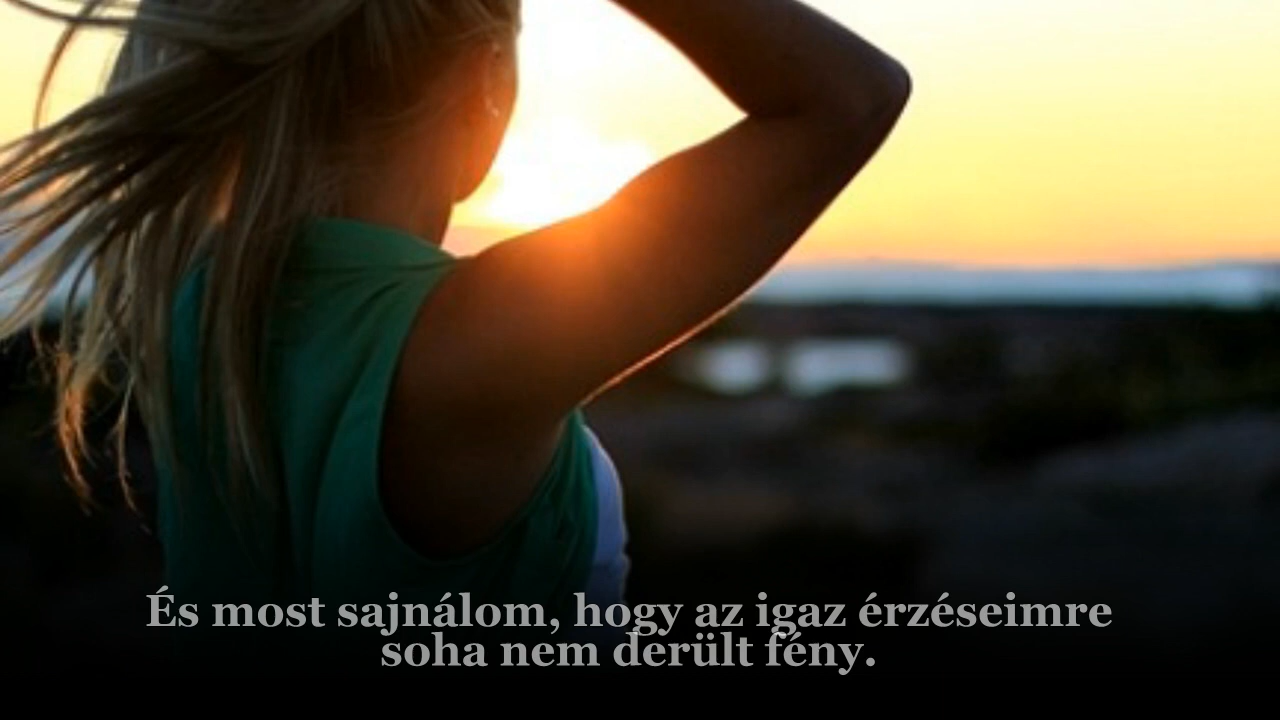 És most sajnálom, hogy az igaz érzéseimre
soha nem derült fény.